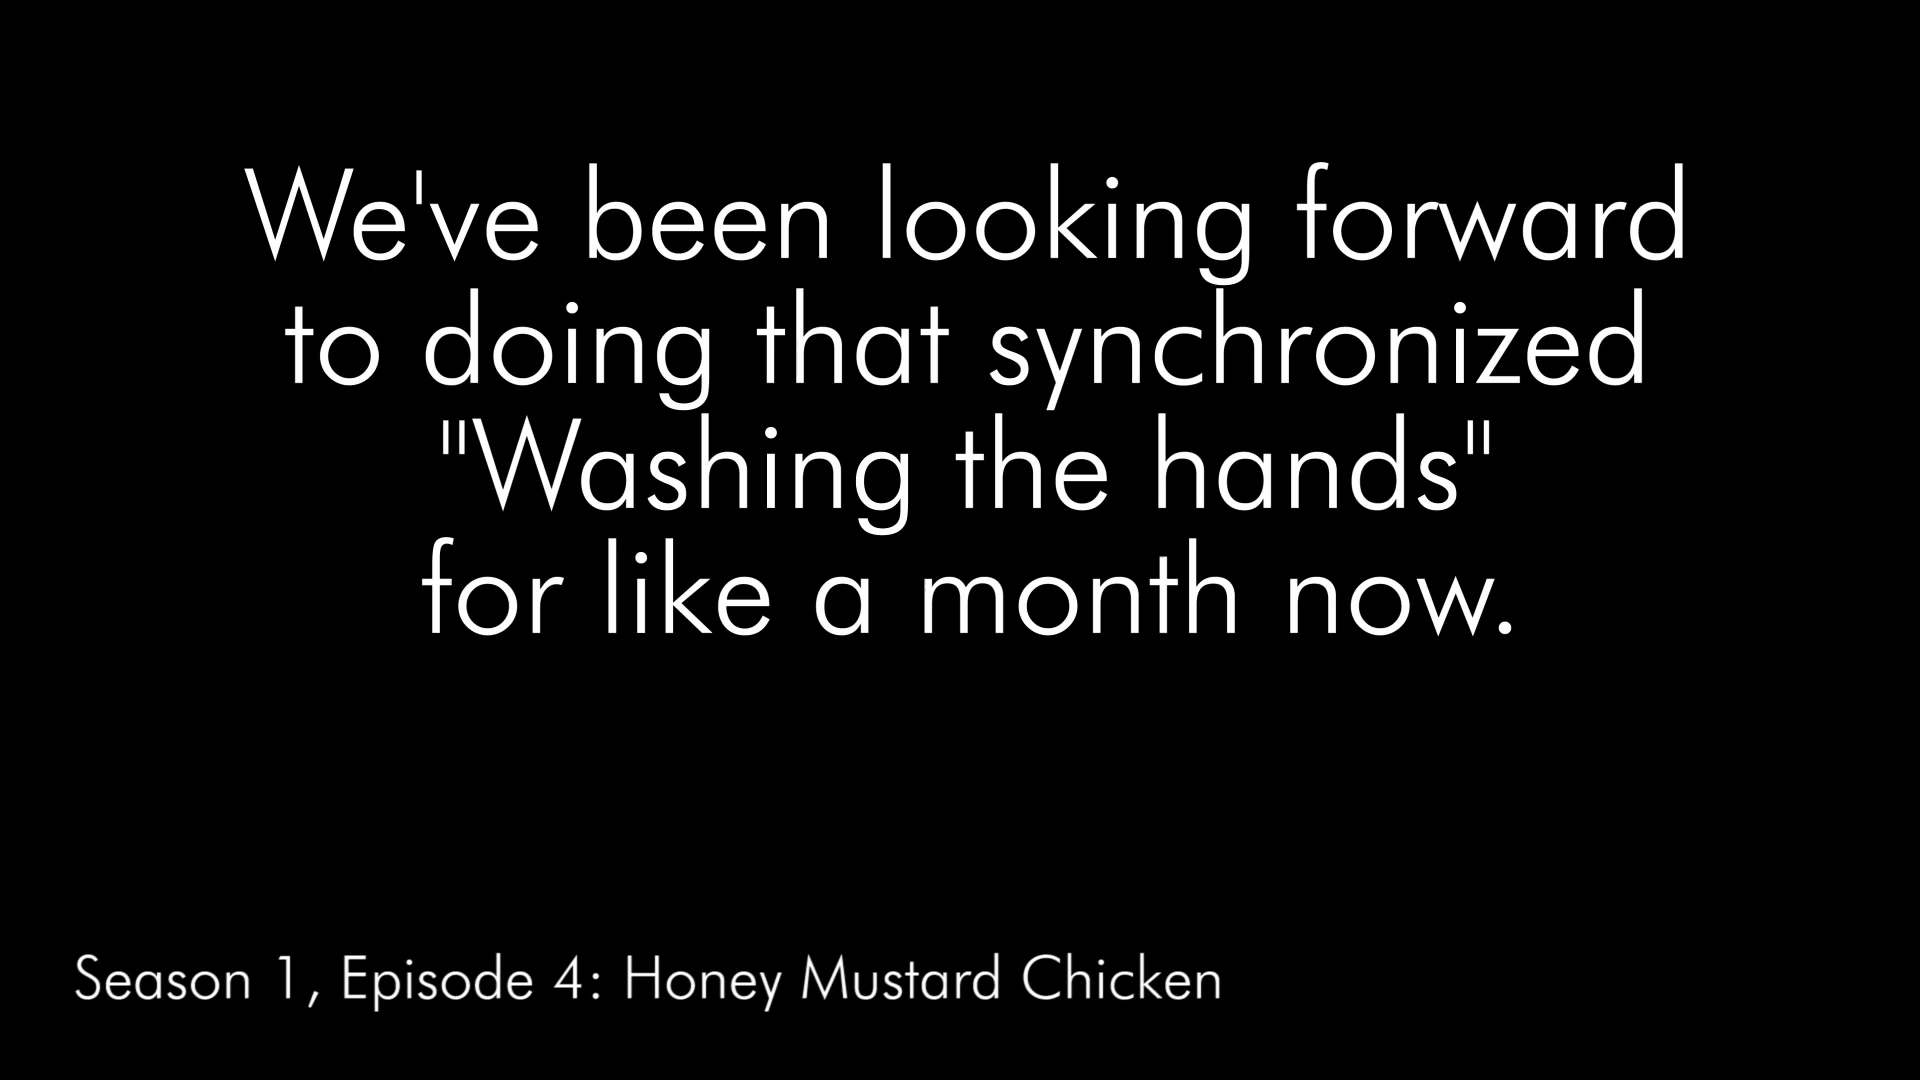 We've been looking forward
to doing that synchronized
"Washing the hands"
for like a month now.
Season 1, Episode 4: Honey Mustard Chicken